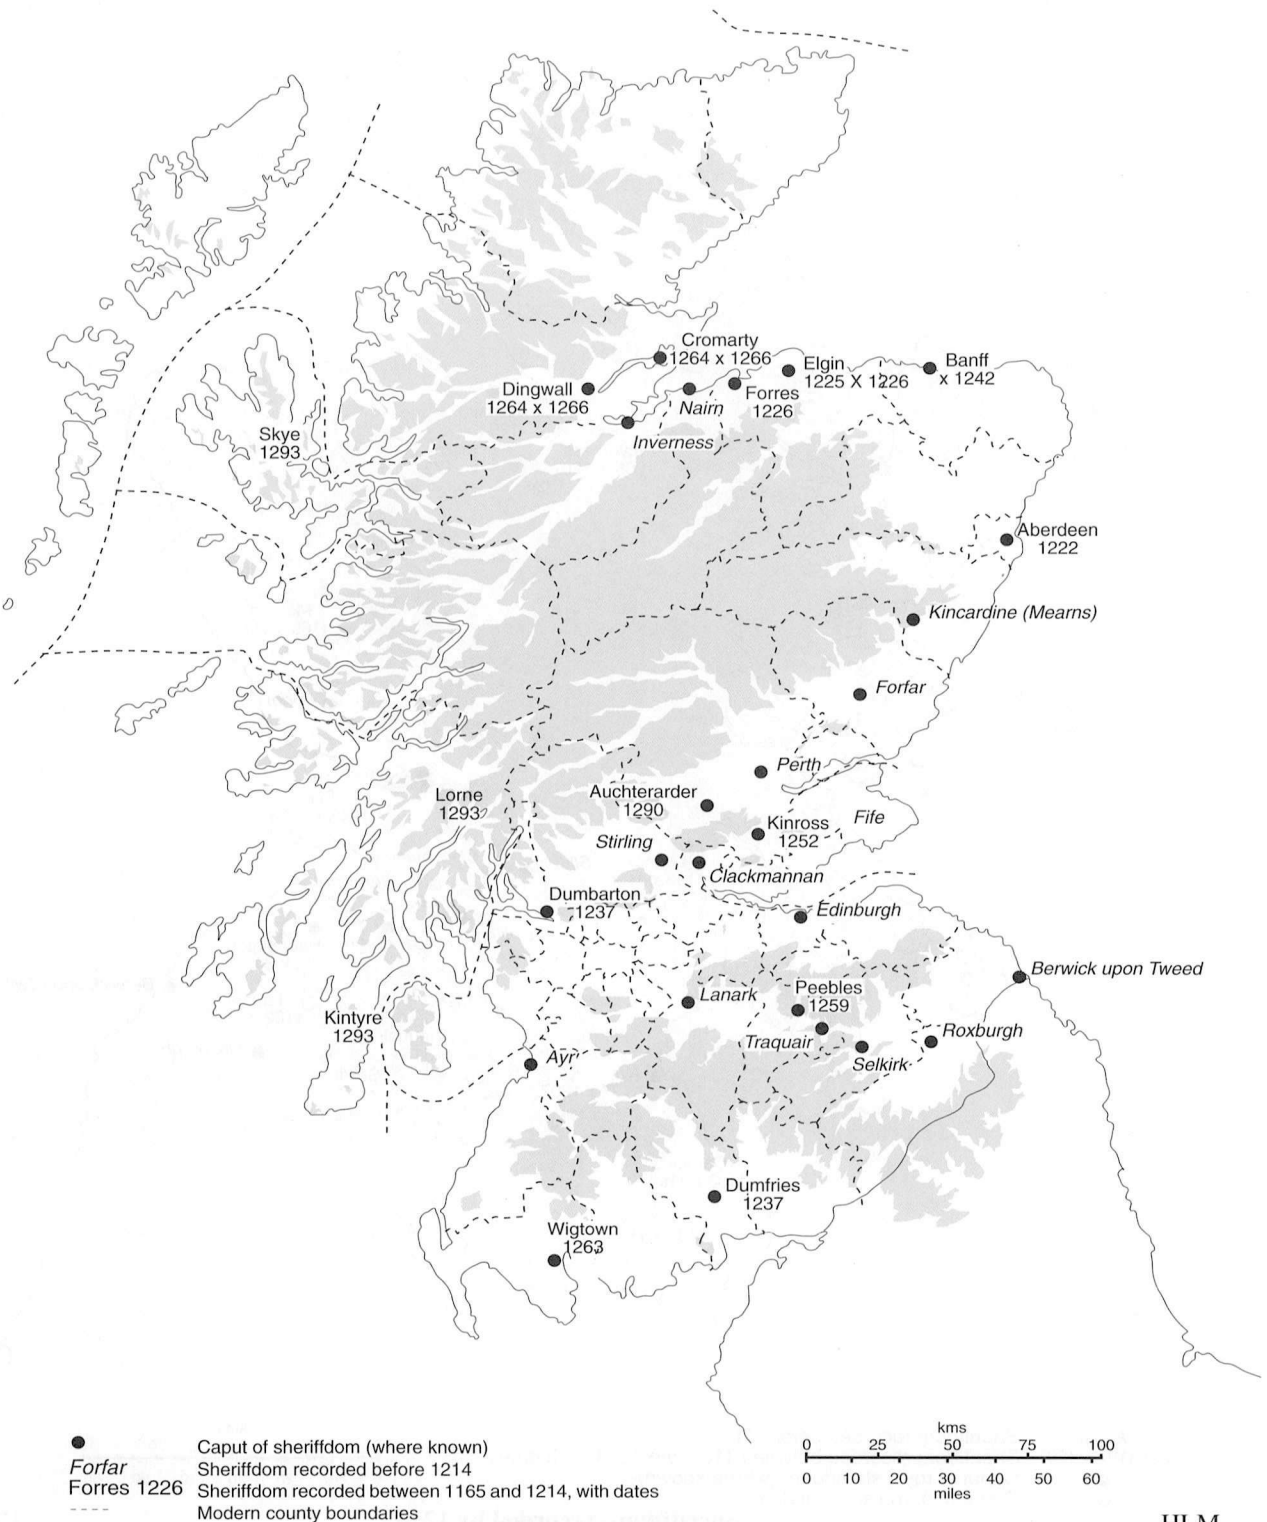 Cromarty
1264 x 1266
Elgin
1225 X 1226
Banff
x 1242
Dingwall
1264 x 1266
Nairn
Forres
1226
Inverness
Skye
1293
Aberdeen
1222
Kincardine (Mearns)
Forfar
Perth
Auchterarder
1290
Lorne
1293
Kinross
1252
Fife
Stirling
Clackmannan
Dumbarton
1237
Edinburgh
Berwick upon Tweed
Lanark
Peebles
1259
Kintyre
1293
Traquair
Roxburgh
Ayr
Selkirk
Dumfries
1237
Wigtown
1263
Caput of sheriffdom (where known)
Forfar Sheriffdom recorded before 1214
Forres 1226 Sheriffdom recorded between 1165 and 1214, with dates
Modern county boundaries
kms
0 25 50 75 100
0 10 20 30 40 50 60
miles